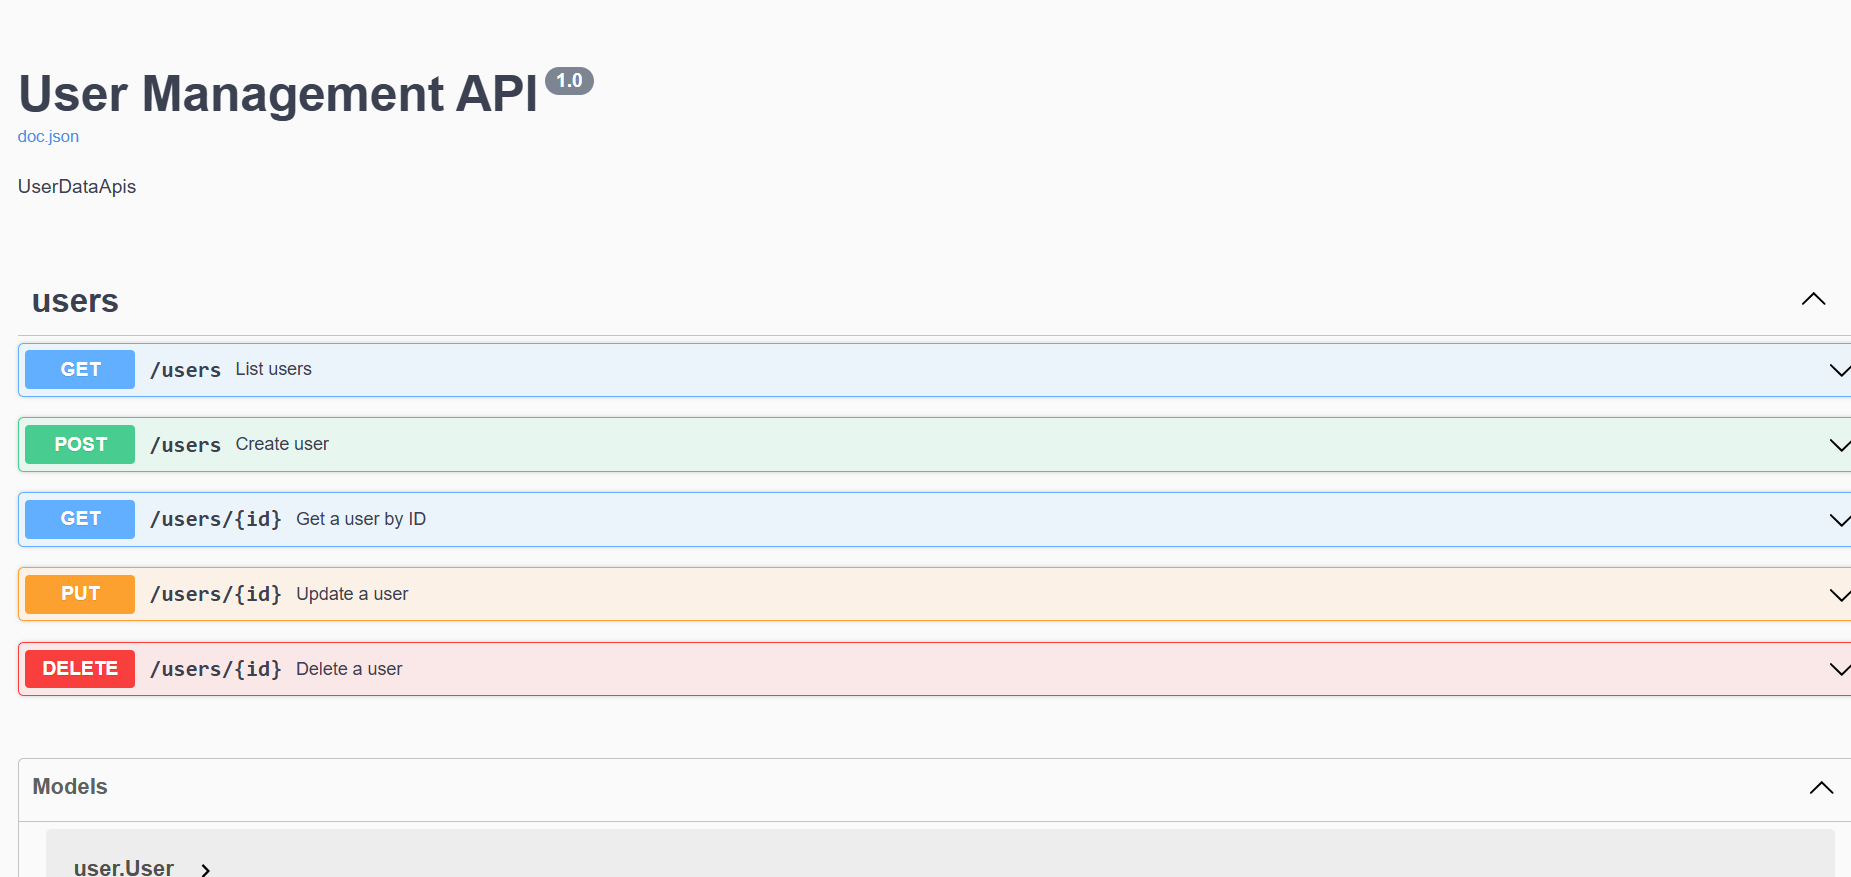 User Management API 1.0
doc.json
UserDataApis
users
GET /users List users
POST /users Create user
GET /users/{id} Get a user by ID
PUT /users/{id} Update a user
DELETE /users/{id} Delete a user
Models
user.User